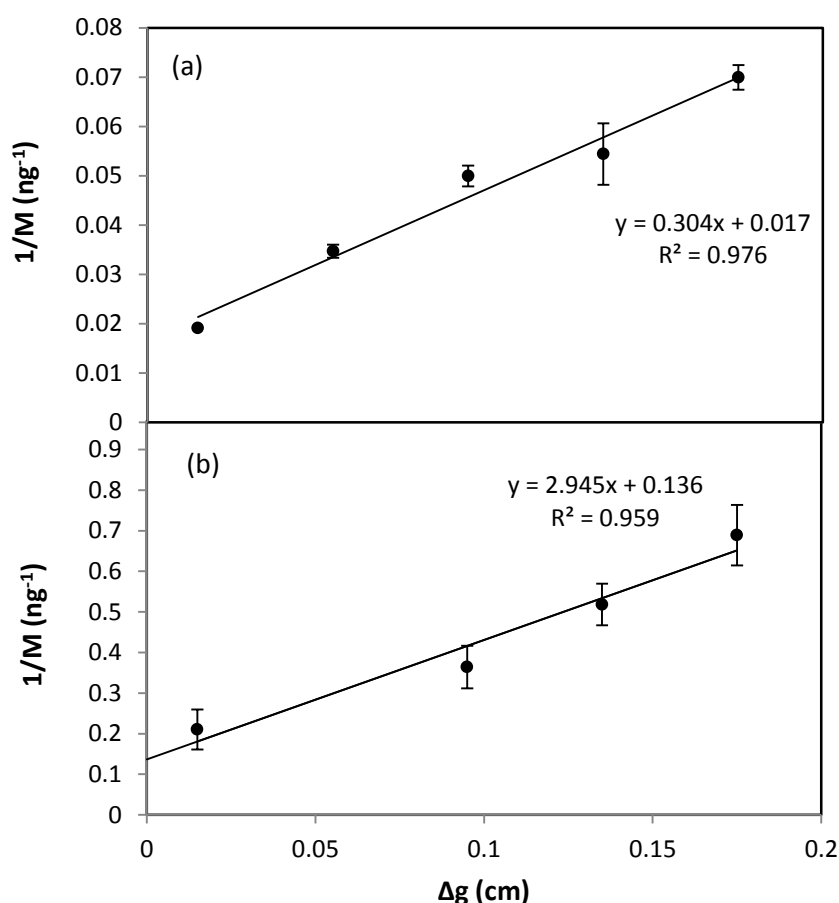 0.08
(a)
0.07
0.06
0.05
0.04
0.03
0.02
0.01
0
1/M (ng⁻¹)
y = 0.304x + 0.017
R² = 0.976
0.9
(b)
0.8
0.7
0.6
0.5
0.4
0.3
0.2
0.1
0
1/M (ng⁻¹)
y = 2.945x + 0.136
R² = 0.959
0 0.05 0.1 0.15 0.2
Δg (cm)